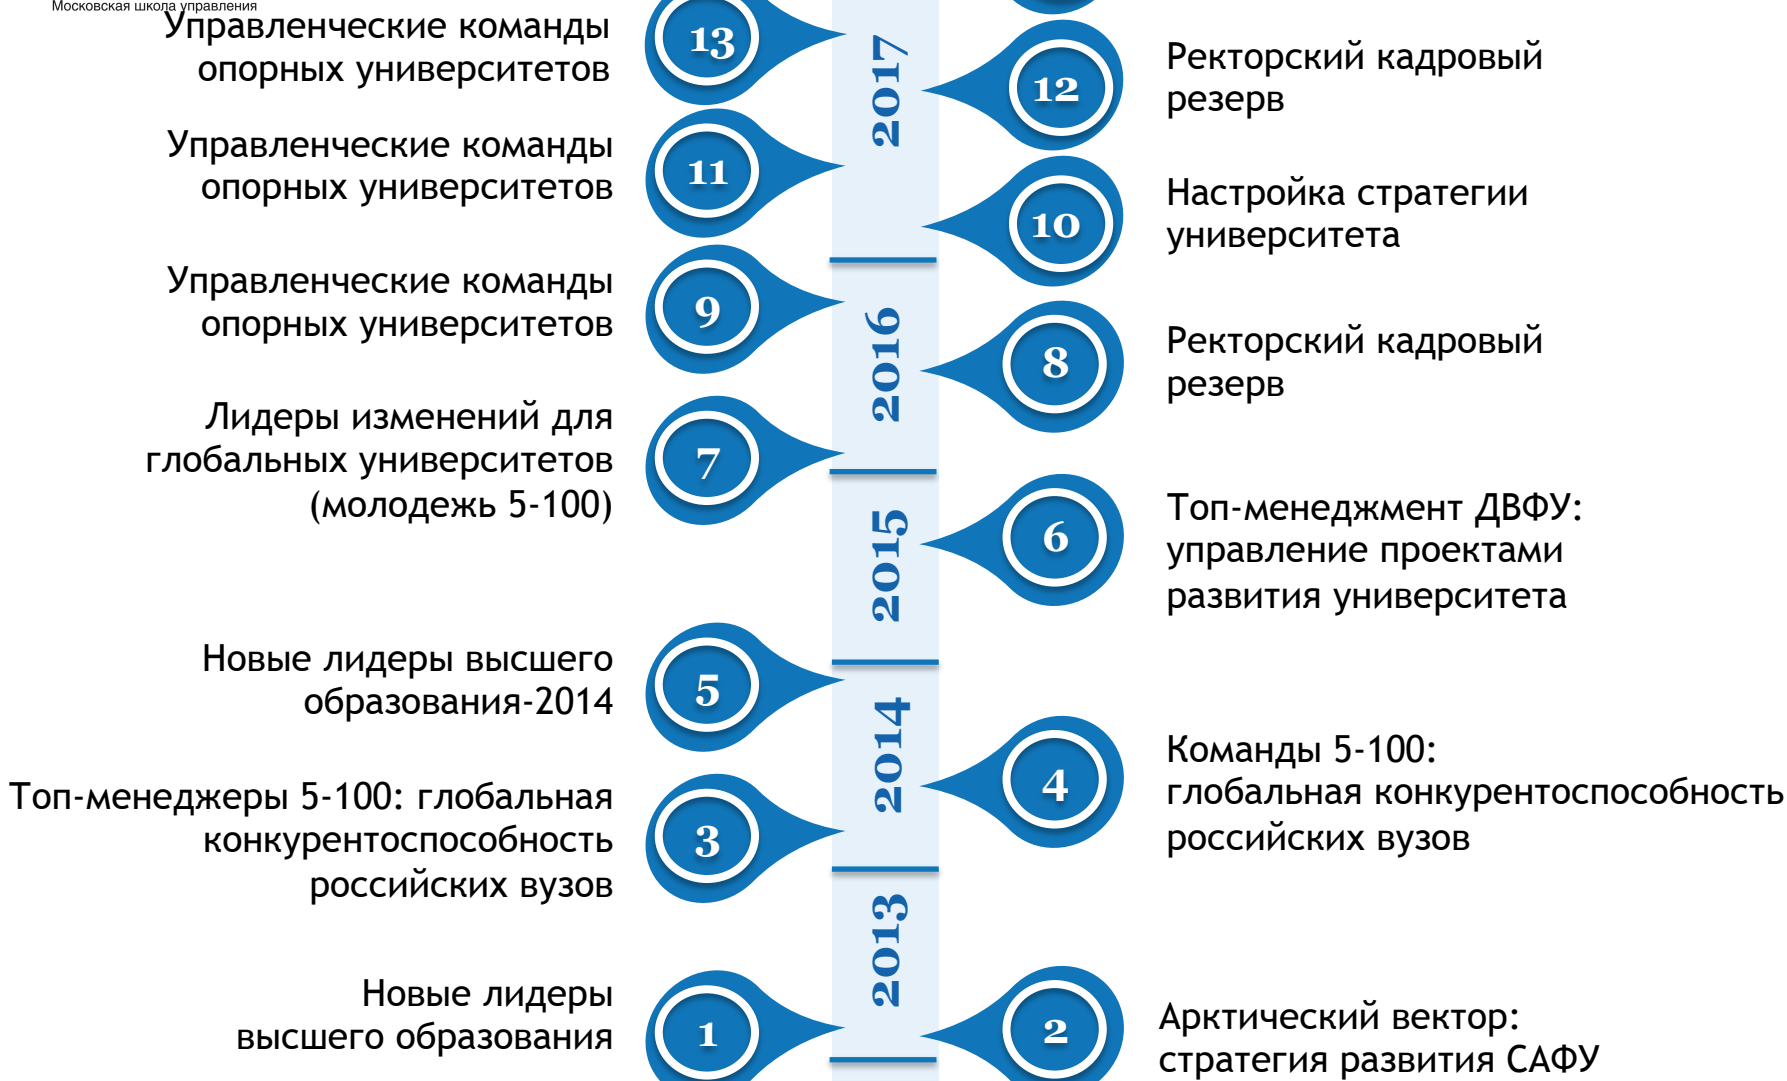 Московская школа управления
Управленческие команды
опорных университетов
13
2017
12
Ректорский кадровый
резерв
Управленческие команды
опорных университетов
11
10
Настройка стратегии
университета
Управленческие команды
опорных университетов
9
2016
8
Ректорский кадровый
резерв
Лидеры изменений для
глобальных университетов
(молодежь 5-100)
7
2015
6
Топ-менеджмент ДВФУ:
управление проектами
развития университета
Новые лидеры высшего
образования-2014
5
2014
4
Команды 5-100:
глобальная конкурентоспособность
российских вузов
Топ-менеджеры 5-100: глобальная
конкурентоспособность
российских вузов
3
2013
Новые лидеры
высшего образования
1
2
Арктический вектор:
стратегия развития САФУ